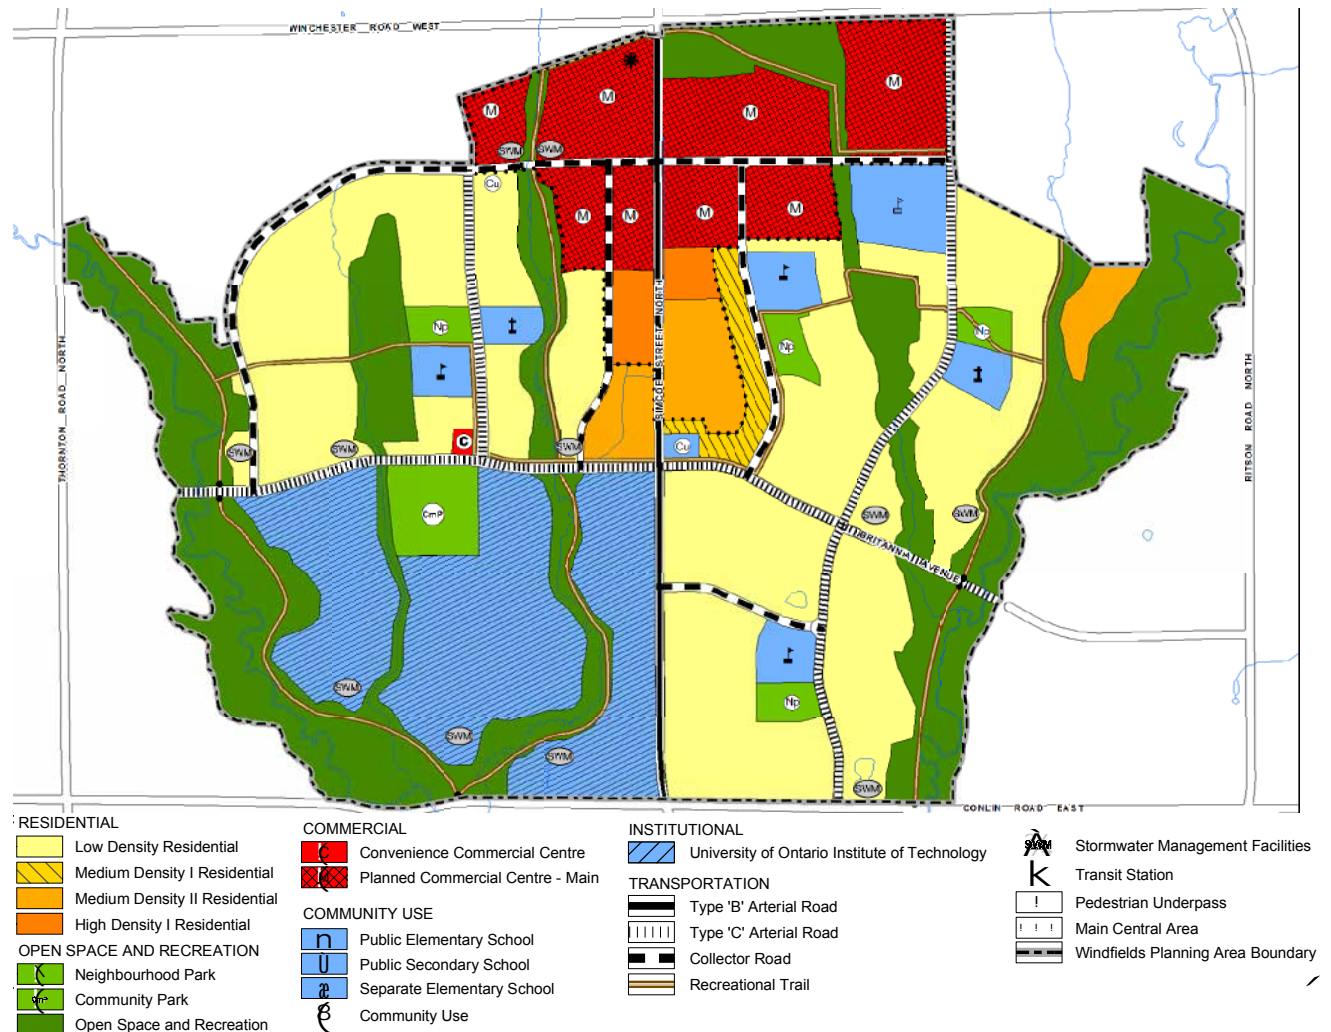 WINCHESTER ROAD WEST
M
M
M
M
SWM
SWM
Cu
M
M
M
M
Np
Np
Np
THORNTON ROAD NORTH
SIMCOE STREET NORTH
RITSON ROAD NORTH
C
SWM
SWM
SWM
Cu
CmP
SWM
SWM
BRITANNIA AVENUE
SWM
Np
SWM
SWM
SWM
CONLIN ROAD EAST
RESIDENTIAL
Low Density Residential
Medium Density I Residential
Medium Density II Residential
High Density I Residential
OPEN SPACE AND RECREATION
Neighbourhood Park
Community Park
Open Space and Recreation
COMMERCIAL
Convenience Commercial Centre
Planned Commercial Centre - Main
COMMUNITY USE
n Public Elementary School
Ù Public Secondary School
æ Separate Elementary School
Community Use
INSTITUTIONAL
University of Ontario Institute of Technology
TRANSPORTATION
Type 'B' Arterial Road
Type 'C' Arterial Road
Collector Road
Recreational Trail
SWM Stormwater Management Facilities
K Transit Station
! Pedestrian Underpass
! ! ! Main Central Area
Windfields Planning Area Boundary